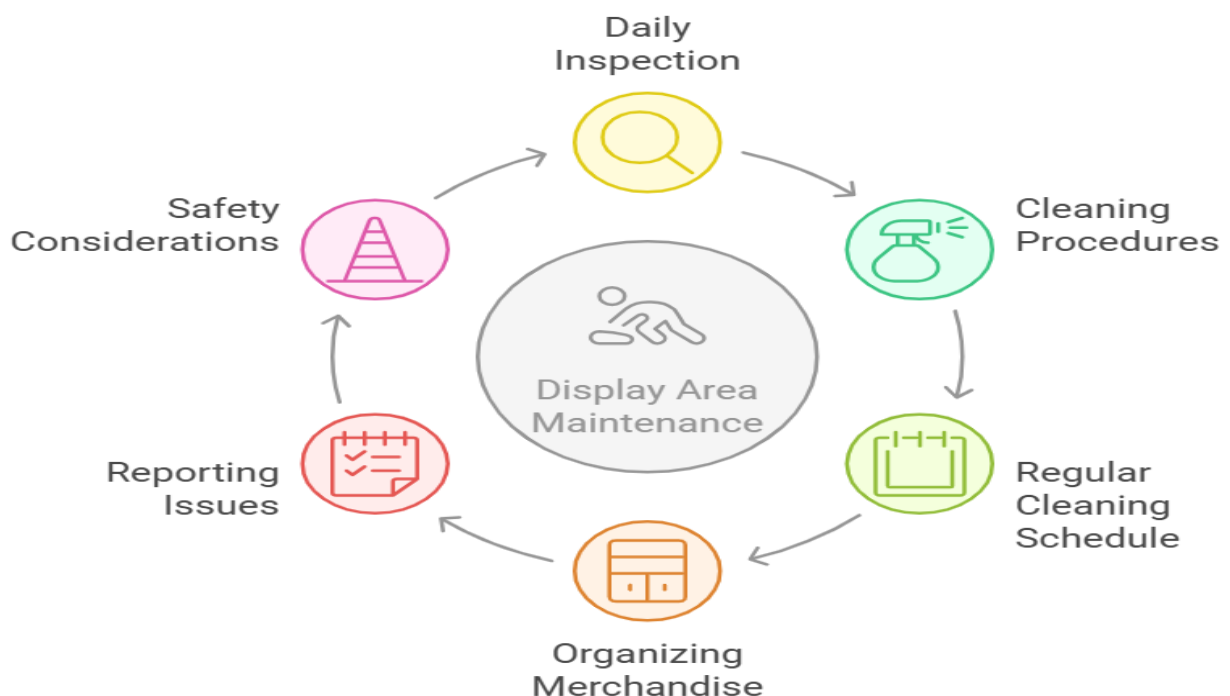 Daily
Inspection
Cleaning
Procedures
Regular
Cleaning
Schedule
Organizing
Merchandise
Reporting
Issues
Safety
Considerations
Display Area
Maintenance